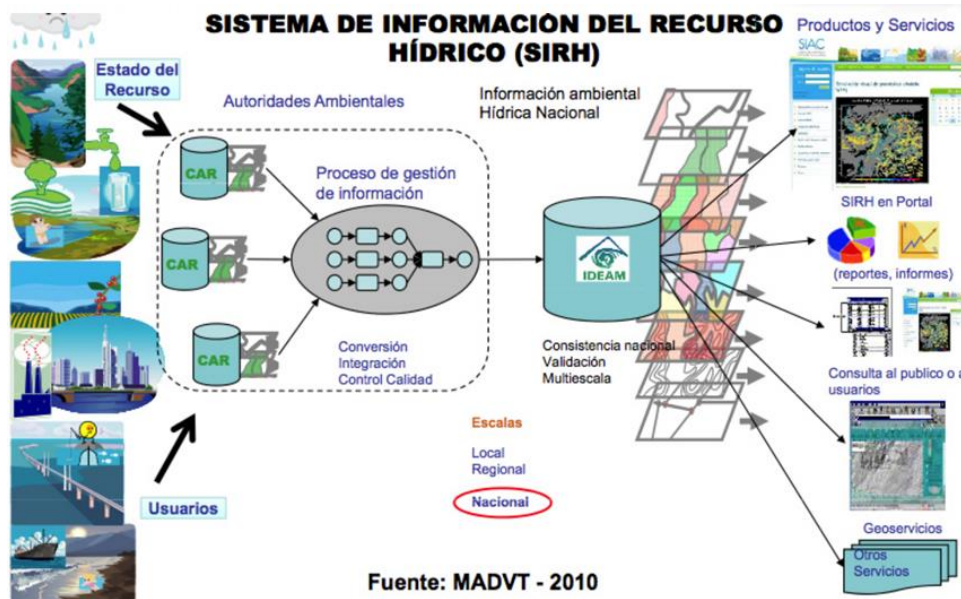 SISTEMA DE INFORMACIÓN DEL RECURSO
HÍDRICO (SIRH)
Productos y Servicios
SIAC
Estado del
Recurso
Autoridades Ambientales
Información ambiental
Hídrica Nacional
CAR
Proceso de gestión
de información
CAR
CAR
IDEAM
SIRH en Portal
(reportes, informes)
Conversión
Integración
Control Calidad
Consistencia nacional
Validación
Multiescala
Consulta al publico o a
usuarios
Escalas
Local
Regional
Nacional
Usuarios
Geoservicios
Otros
Servicios
Fuente: MADVT - 2010